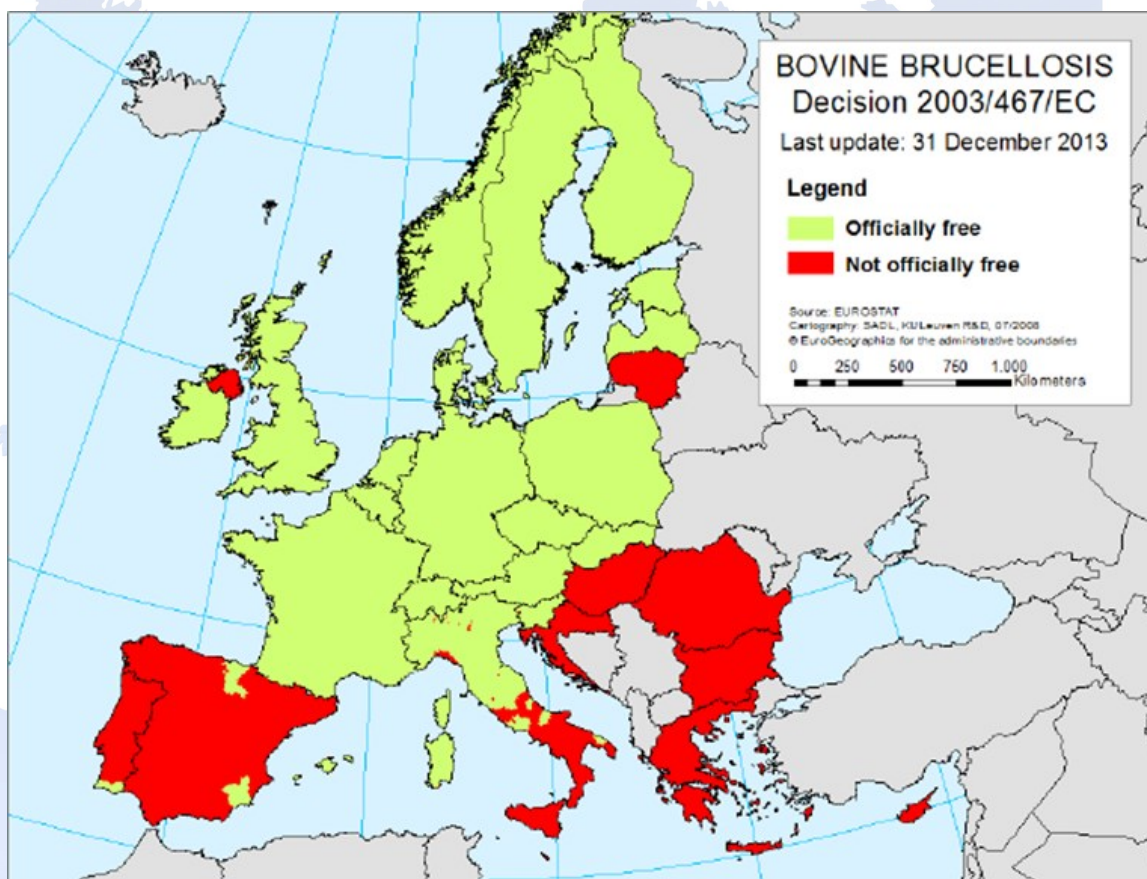 BOVINE BRUCELLOSIS
Decision 2003/467/EC
Last update: 31 December 2013
Legend
Officially free
Not officially free
Source: EUROSTAT
Cartography: SADL, KULeuven R&D, 07/2008
© EuroGeographics for the administrative boundaries
0 250 500 750 1.000
Kilometers